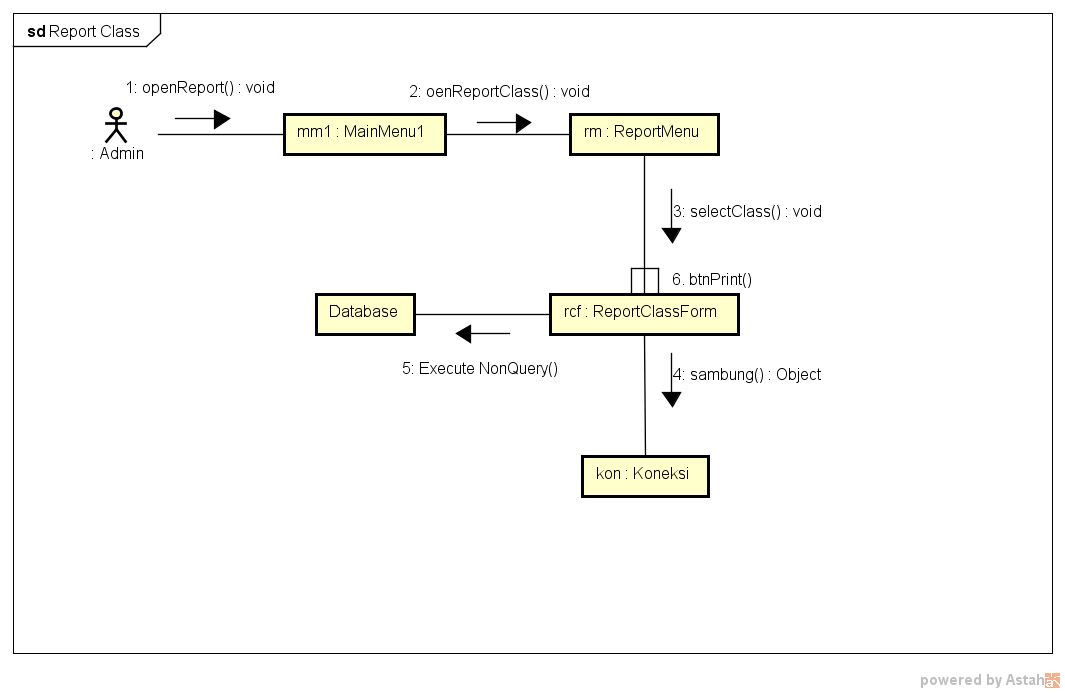 sd Report Class
1: openReport() : void
2: oenReportClass() : void
mm1 : MainMenu1
rm : ReportMenu
: Admin
3: selectClass() : void
6. btnPrint()
Database
rcf : ReportClassForm
5: Execute NonQuery()
4: sambung() : Object
kon : Koneksi
powered by Astah